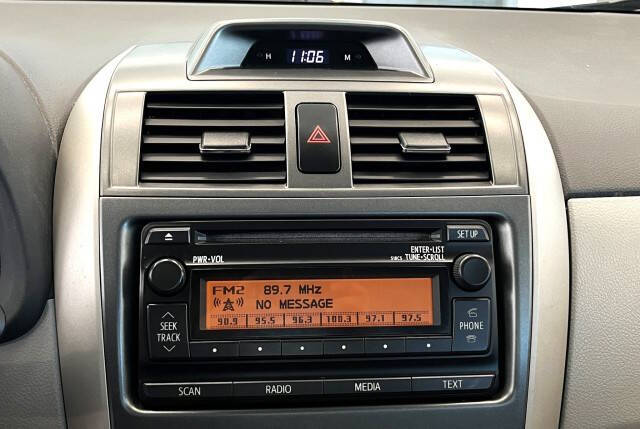 H 11:06 M
SET UP
PWR•VOL
ENTER•LIST
51WCS TUNE•SCROLL
FM2 89.7 MHz
NO MESSAGE
90.9 95.5 96.3 100.3 97.1 97.5
SEEK
TRACK
PHONE
SCAN RADIO MEDIA TEXT